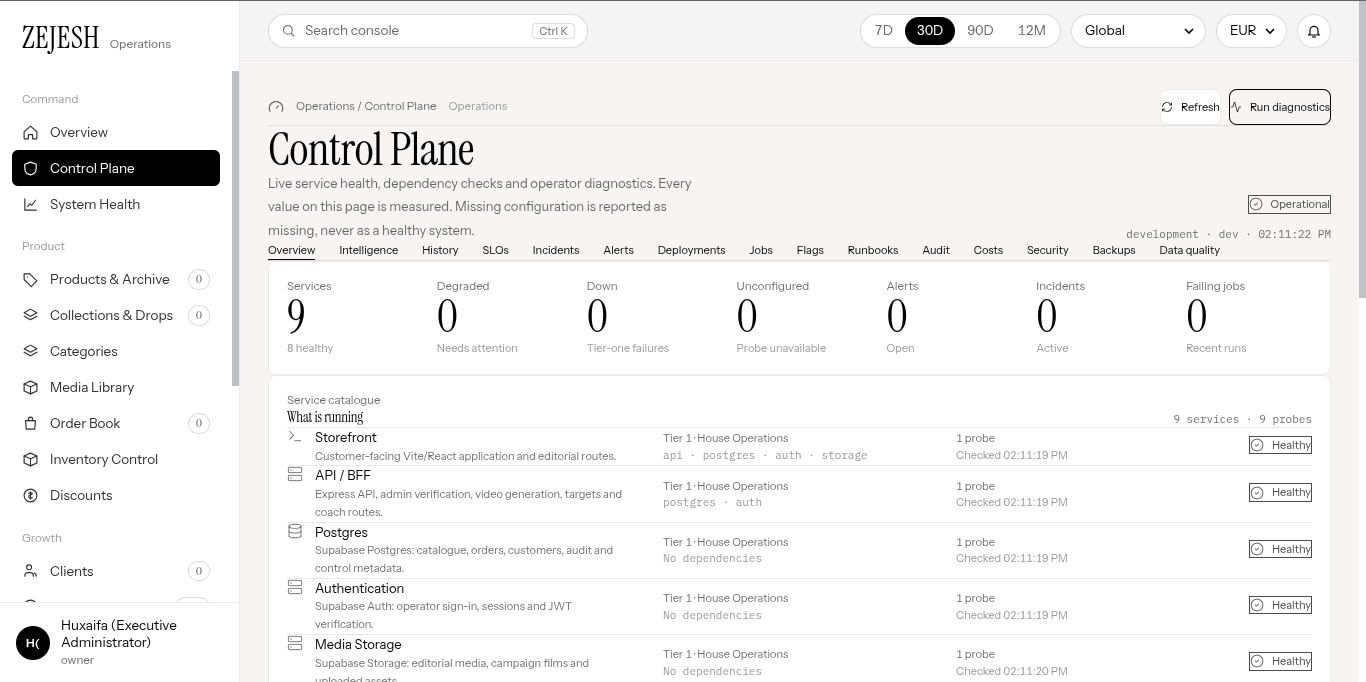 ZEJESH Operations
Search console Ctrl K
7D 30D 90D 12M
Global
EUR
Command
Overview
Control Plane
System Health
Product
Products & Archive 0
Collections & Drops 0
Categories
Media Library
Order Book 0
Inventory Control
Discounts
Growth
Clients 0
H( Huxaifa (Executive
Administrator)
owner
Operations / Control Plane Operations
Refresh Run diagnostics
Control Plane
Live service health, dependency checks and operator diagnostics. Every
value on this page is measured. Missing configuration is reported as
missing, never as a healthy system.
Operational
development · dev · 02:11:22 PM
Overview Intelligence History SLOs Incidents Alerts Deployments Jobs Flags Runbooks Audit Costs Security Backups Data quality
Services Degraded Down Unconfigured Alerts Incidents Failing jobs
9 0 0 0 0 0 0
8 healthy Needs attention Tier-one failures Probe unavailable Open Active Recent runs
Service catalogue
What is running
9 services · 9 probes
Storefront
Customer-facing Vite/React application and editorial routes.
Tier 1 · House Operations
api · postgres · auth · storage
1 probe
Checked 02:11:19 PM
Healthy
API / BFF
Express API, admin verification, video generation, targets and
coach routes.
Tier 1 · House Operations
postgres · auth
1 probe
Checked 02:11:19 PM
Healthy
Postgres
Supabase Postgres: catalogue, orders, customers, audit and
control metadata.
Tier 1 · House Operations
No dependencies
1 probe
Checked 02:11:19 PM
Healthy
Authentication
Supabase Auth: operator sign-in, sessions and JWT
verification.
Tier 1 · House Operations
No dependencies
1 probe
Checked 02:11:19 PM
Healthy
Media Storage
Supabase Storage: editorial media, campaign films and
uploaded assets.
Tier 1 · House Operations
No dependencies
1 probe
Checked 02:11:20 PM
Healthy